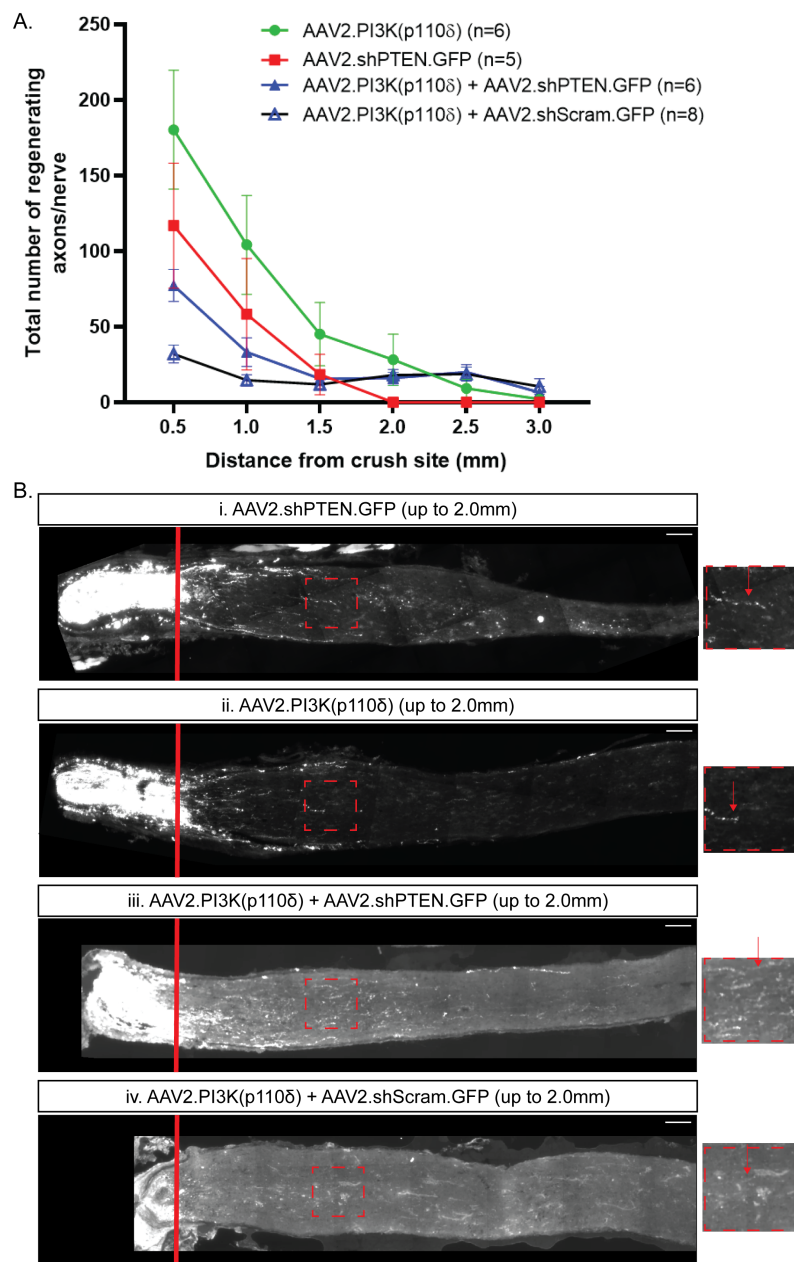 A.
Total number of regenerating
axons/nerve
250
200
150
100
50
0
AAV2.PI3K(p110δ) (n=6)
AAV2.shPTEN.GFP (n=5)
AAV2.PI3K(p110δ) + AAV2.shPTEN.GFP (n=6)
AAV2.PI3K(p110δ) + AAV2.shScram.GFP (n=8)
0.5 1.0 1.5 2.0 2.5 3.0
Distance from crush site (mm)
B.
i. AAV2.shPTEN.GFP (up to 2.0mm)
ii. AAV2.PI3K(p110δ) (up to 2.0mm)
iii. AAV2.PI3K(p110δ) + AAV2.shPTEN.GFP (up to 2.0mm)
iv. AAV2.PI3K(p110δ) + AAV2.shScram.GFP (up to 2.0mm)